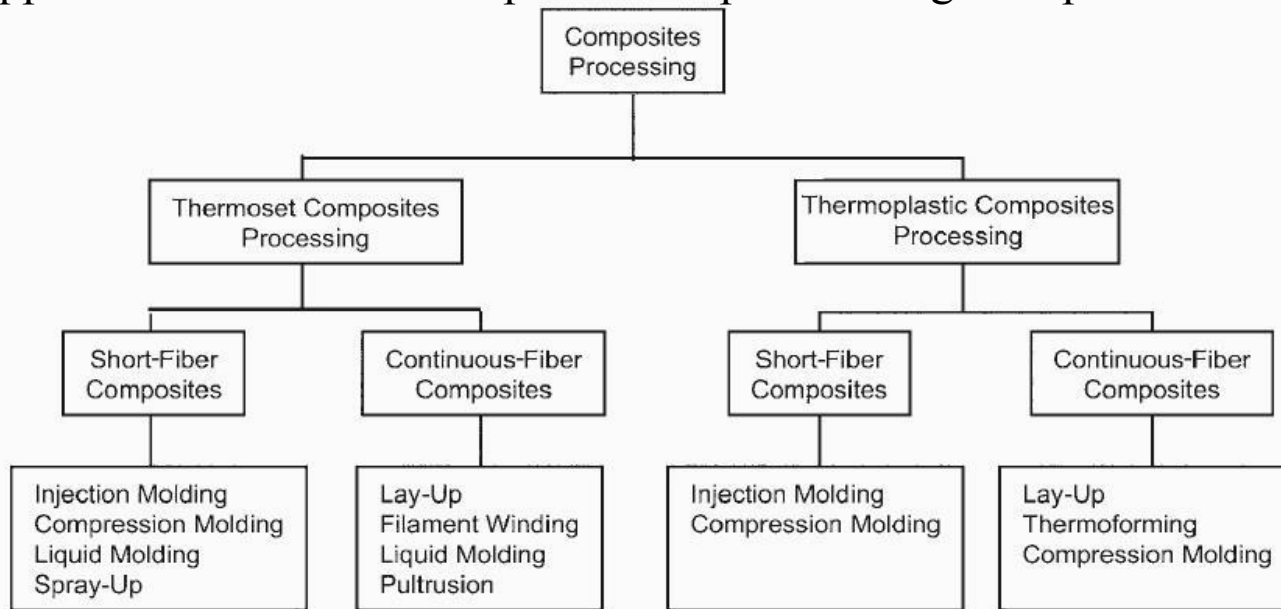 Composites
Processing
Thermoset Composites
Processing
Thermoplastic Composites
Processing
Short-Fiber
Composites
Continuous-Fiber
Composites
Short-Fiber
Composites
Continuous-Fiber
Composites
Injection Molding
Compression Molding
Liquid Molding
Spray-Up
Lay-Up
Filament Winding
Liquid Molding
Pultrusion
Injection Molding
Compression Molding
Lay-Up
Thermoforming
Compression Molding